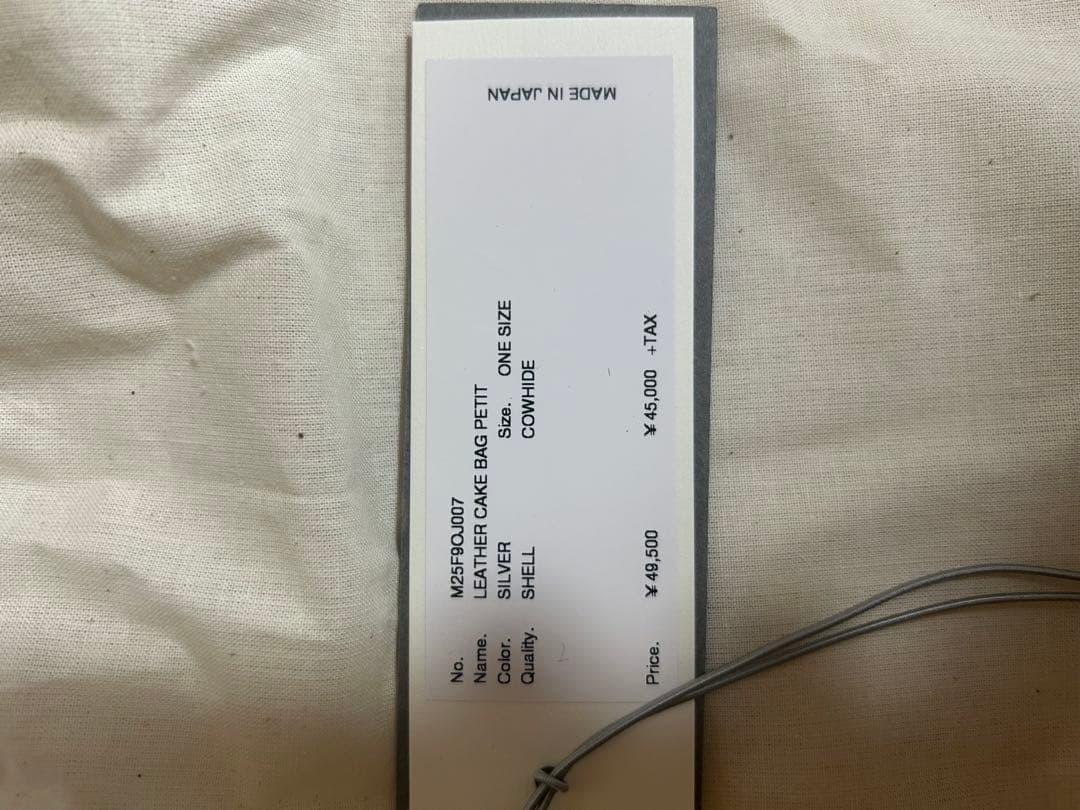 No. M25F9OJ007
Name. LEATHER CAKE BAG PETIT
Color. SILVER Size. ONE SIZE
Quality. SHELL COWHIDE
Price. ¥49,500 ¥45,000 +TAX
MADE IN JAPAN